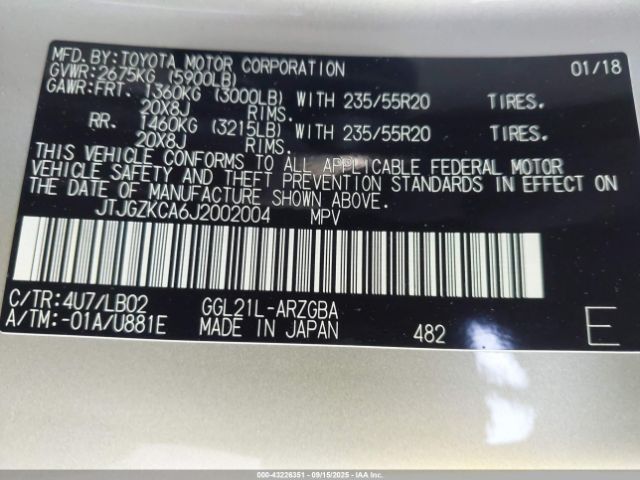 MFD.BY:TOYOTA MOTOR CORPORATION 01/18
GVWR:2675KG (5900LB)
GAWR:FRT. 1360KG (3000LB) WITH 235/55R20 TIRES.
20X8J RIMS.
RR. 1460KG (3215LB) WITH 235/55R20 TIRES.
20X8J RIMS.
THIS VEHICLE CONFORMS TO ALL APPLICABLE FEDERAL MOTOR
VEHICLE SAFETY AND THEFT PREVENTION STANDARDS IN EFFECT ON
THE DATE OF MANUFACTURE SHOWN ABOVE.
JTJGZKCA6J2002004 MPV
C/TR:4U7/LB02 GGL21L-ARZGBA
A/TM:-01A/U881E MADE IN JAPAN 482 E
000-43226351 - 09/15/2025 - IAAI Corp.